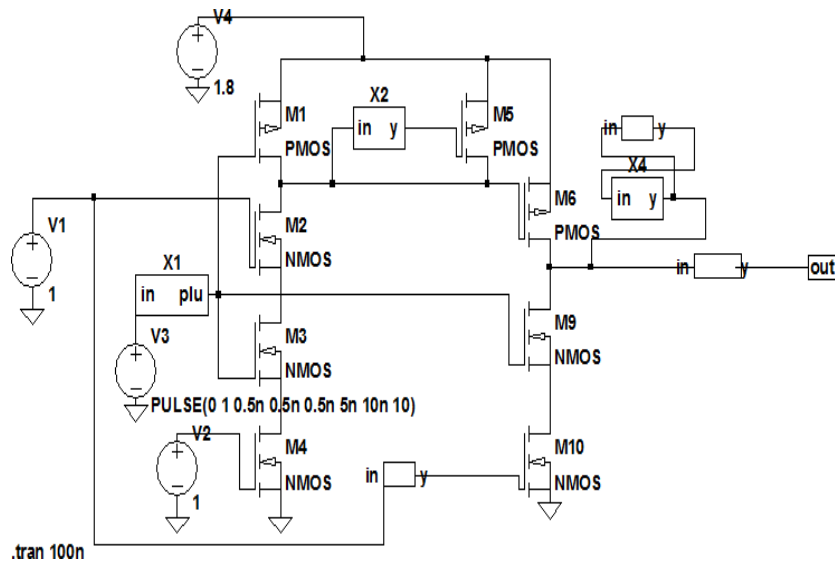 V4
+
1.8
M1
X2
M5
in y
PMOS
PMOS
in y
X4
in y
M6
PMOS
V1
+
1
M2
NMOS
X1
in plu
in y
out
V3
+
M3
NMOS
M9
NMOS
PULSE(0 1 0.5n 0.5n 0.5n 5n 10n 10)
V2
+
1
M4
NMOS
in y
M10
NMOS
.tran 100n